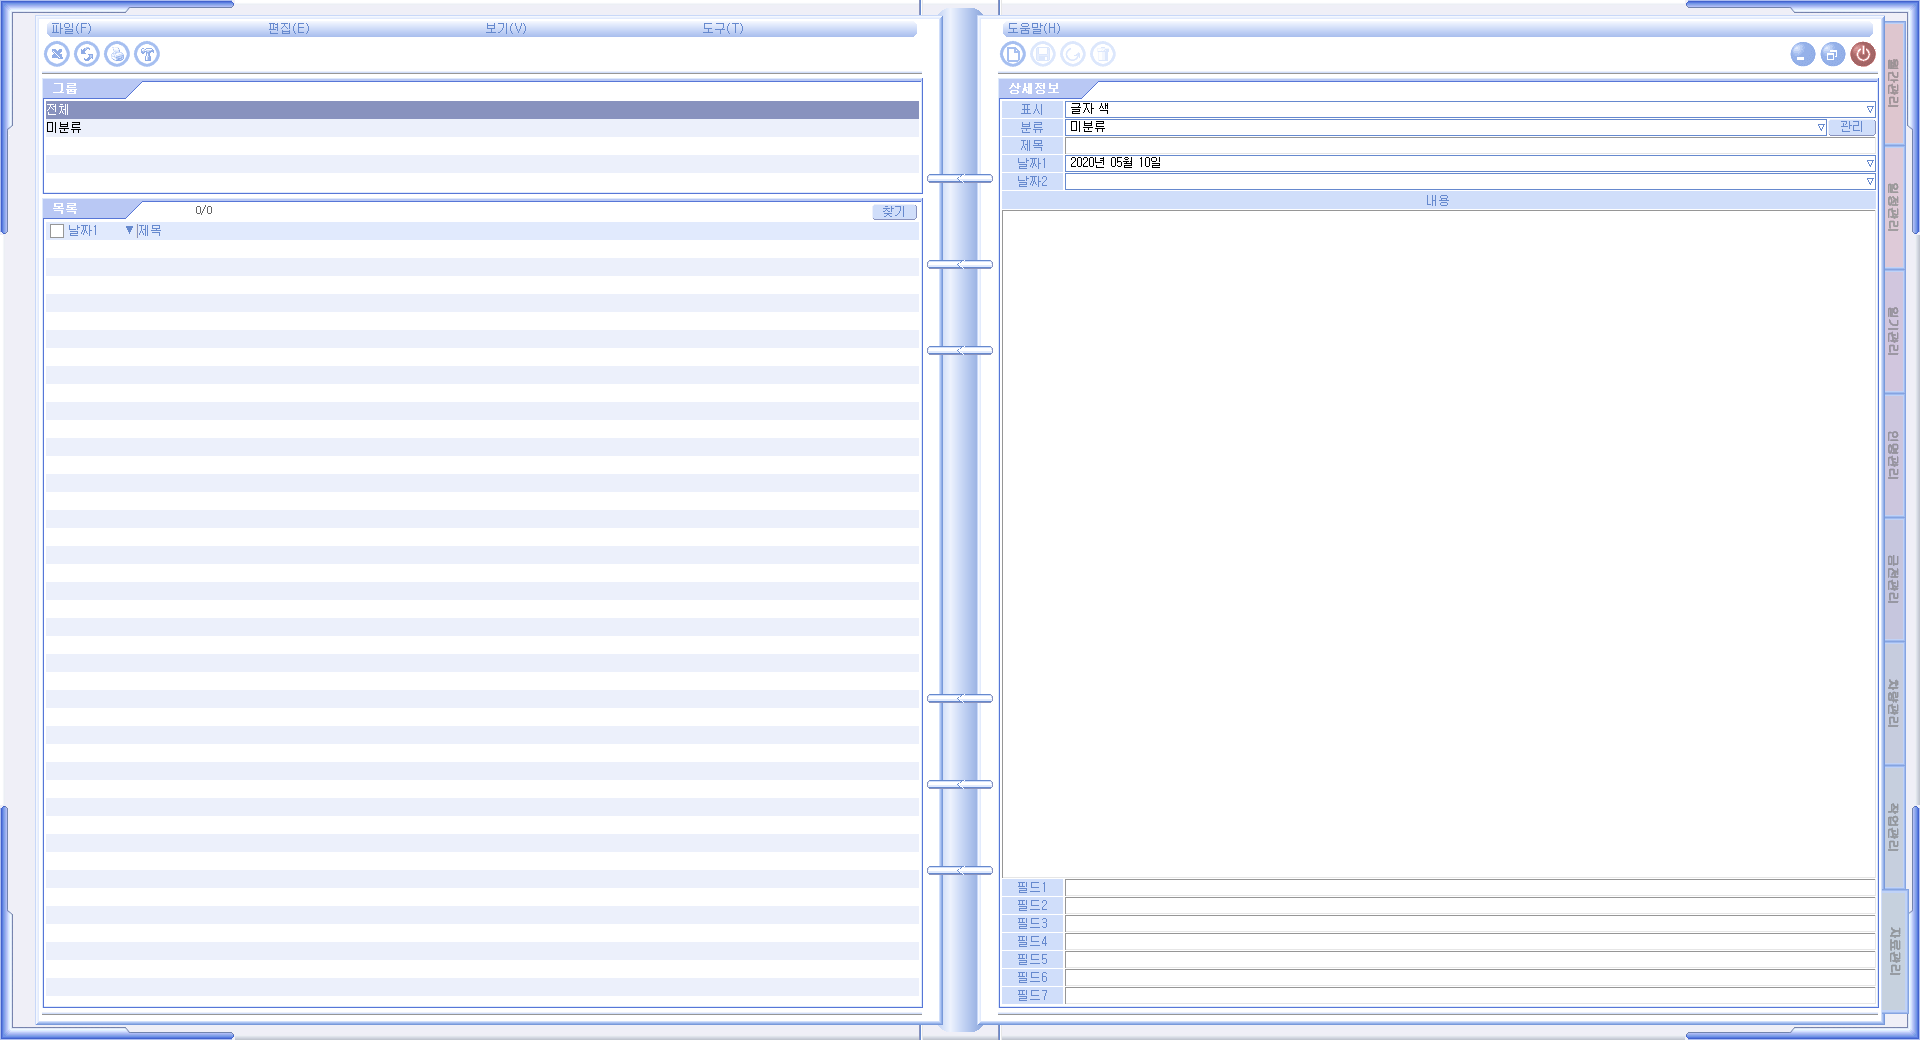 파일(F) 편집(E) 보기(V) 도구(T) 도움말(H)
그룹
전체
미분류
목록 0/0 찾기
날짜1 ▼ 제목
상세정보
표시 글자 색
분류 미분류 관리
제목
날짜1 2020년 05월 10일
날짜2
내용
필드1
필드2
필드3
필드4
필드5
필드6
필드7
월간관리
일정관리
일기관리
인명관리
금전관리
차량관리
작업관리
자료관리